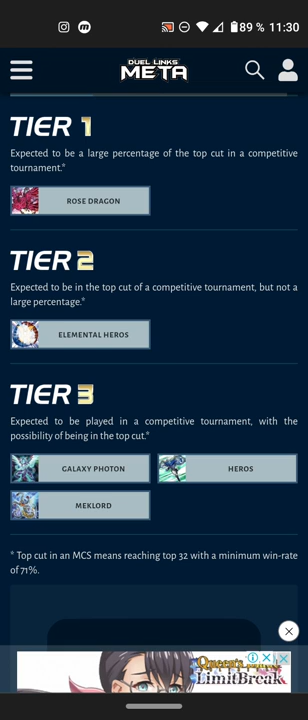 89 % 11:30
DUEL LINKS
META
TIER 1
Expected to be a large percentage of the top cut in a competitive
tournament.*
ROSE DRAGON
TIER 2
Expected to be in the top cut of a competitive tournament, but not a
large percentage.*
ELEMENTAL HEROS
TIER 3
Expected to be played in a competitive tournament, with the
possibility of being in the top cut.*
GALAXY PHOTON
HEROS
MEKLORD
* Top cut in an MCS means reaching top 32 with a minimum win-rate
of 71%.
Queen's
LimitBreak